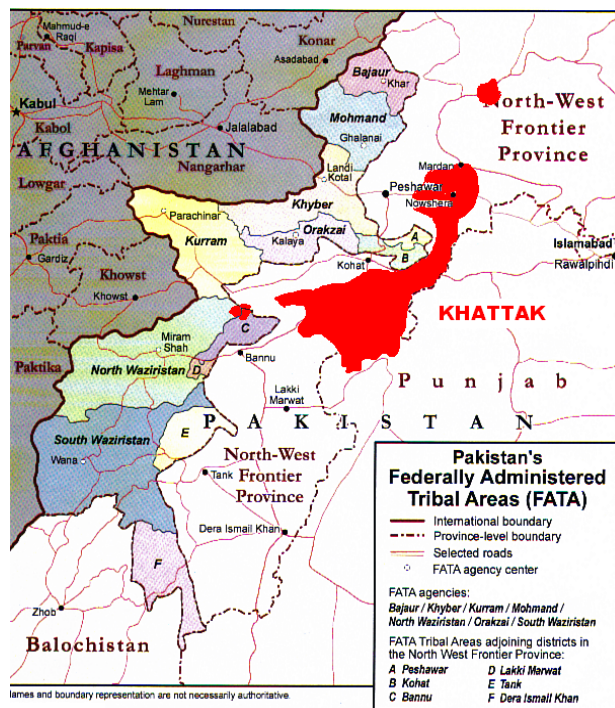 Mahmud-e
Raqi
Nurestan
Parvan
Kapisa
Konar
Asadabad
Laghman
Mehtar
Lam
Kabul
Kabol
Jalalabad
AFGHANISTAN
Nangarhar
Lowgar
Bajaur
Khar
Mohmand
Ghalanai
North-West
Frontier
Province
Mardan
Landi
Kotal
Peshawar
Nowshera
Khyber
Parachinar
Orakzai
Kalaya
Kurram
A
B
Kohat
Islamabad
Rawalpindi
Paktia
Gardiz
Khowst
Khowst
KHATTAK
C
Miram
Shah
Bannu
North Waziristan
D
Paktika
Punjab
Lakki
Marwat
PAKISTAN
South Waziristan
E
Wana
North-West
Frontier
Province
Tank
Dera Ismail Khan
F
Zhob
Balochistan
Pakistan's
Federally Administered
Tribal Areas (FATA)
International boundary
Province-level boundary
Selected roads
FATA agency center
FATA agencies:
Bajaur / Khyber / Kurram / Mohmand /
North Waziristan / Orakzai / South Waziristan
FATA Tribal Areas adjoining districts in
the North West Frontier Province:
A Peshawar D Lakki Marwat
B Kohat E Tank
C Bannu F Dera Ismail Khan
ames and boundary representation are not necessarily authoritative.